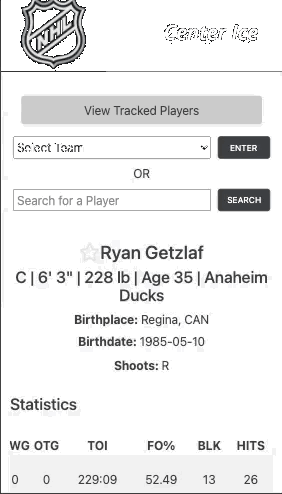 NHL
Center Ice
View Tracked Players
Select Team
ENTER
OR
Search for a Player
SEARCH
Ryan Getzlaf
C | 6' 3" | 228 lb | Age 35 | Anaheim
Ducks
Birthplace: Regina, CAN
Birthdate: 1985-05-10
Shoots: R
Statistics
WG OTG TOI FO% BLK HITS
0 0 229:09 52.49 13 26